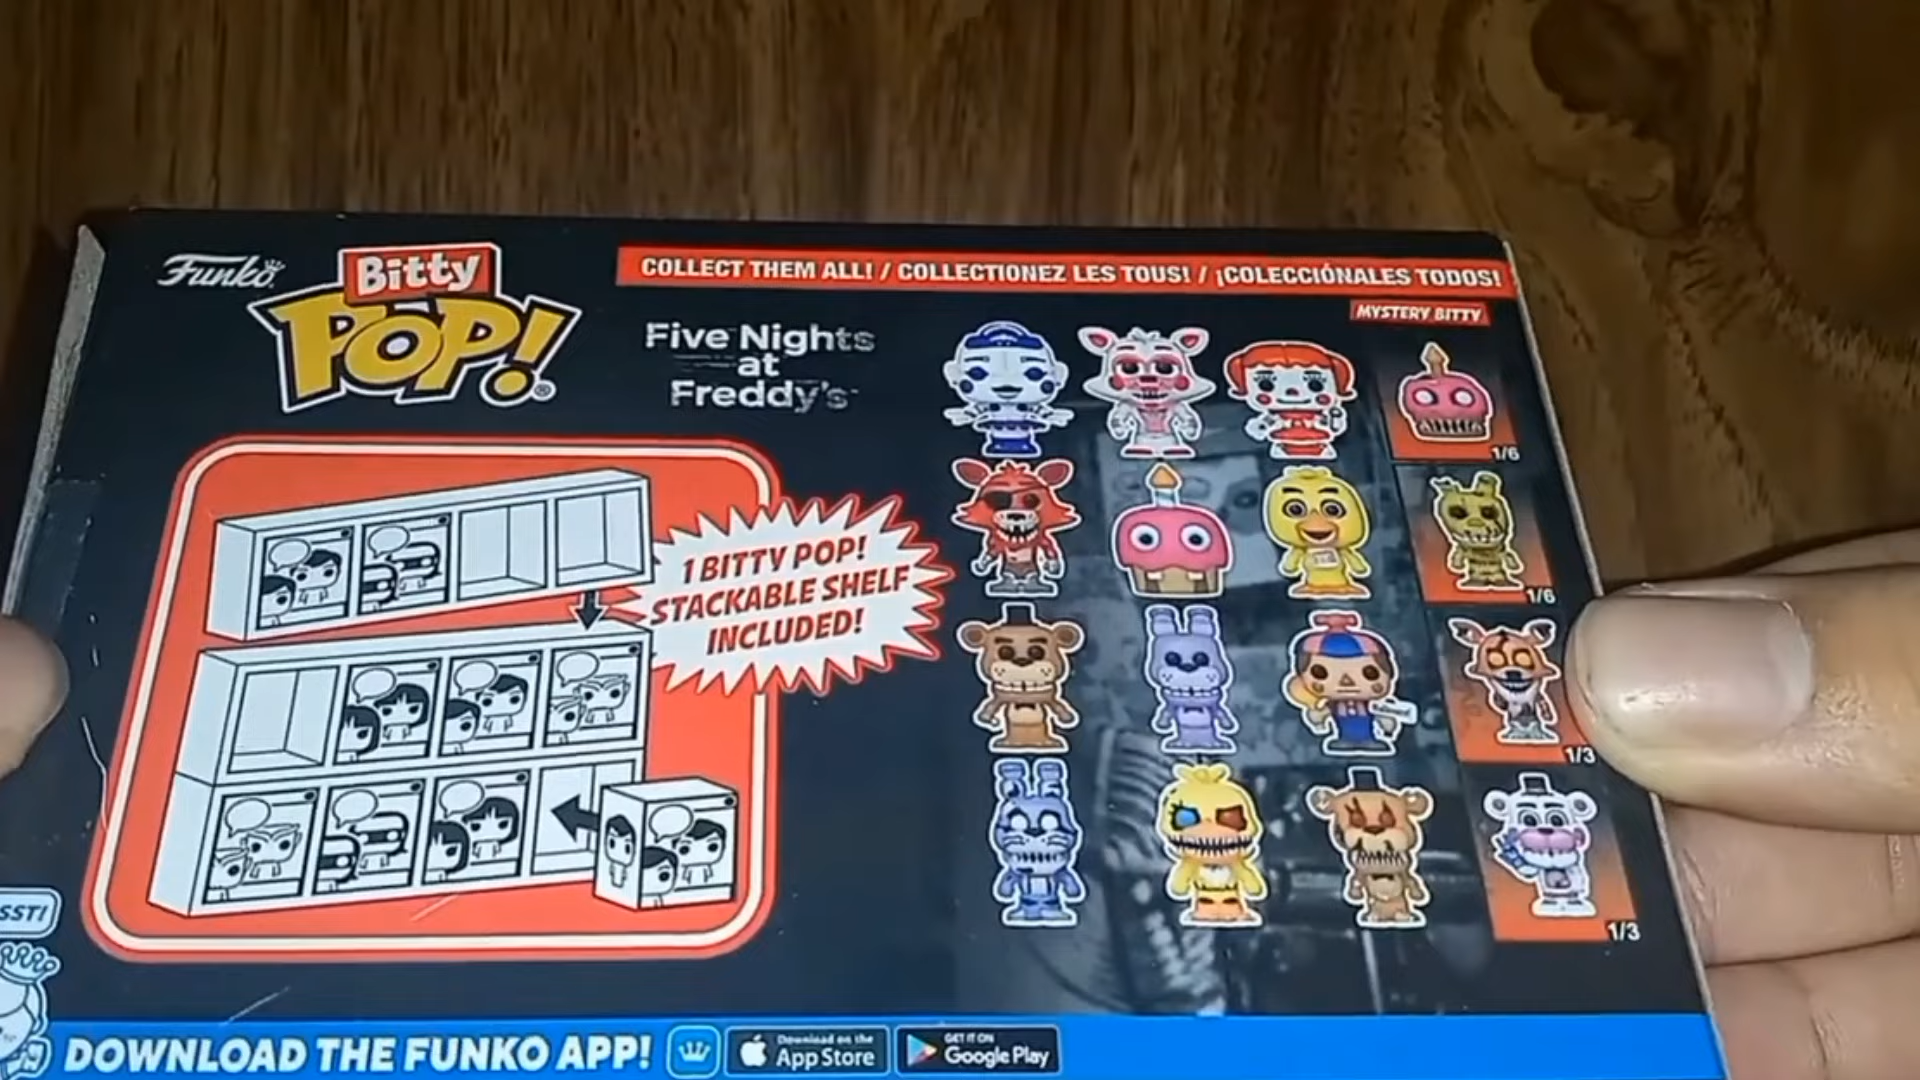 Funko
Bitty
POP!
COLLECT THEM ALL! / COLLECTIONEZ LES TOUS! / ¡COLECCIÓNALES TODOS!
MYSTERY BITTY
Five Nights
at
Freddy's
1/6
1 BITTY POP!
STACKABLE SHELF
INCLUDED!
1/6
1/3
1/3
SST!
DOWNLOAD THE FUNKO APP!
Download on the
App Store
GET IT ON
Google Play